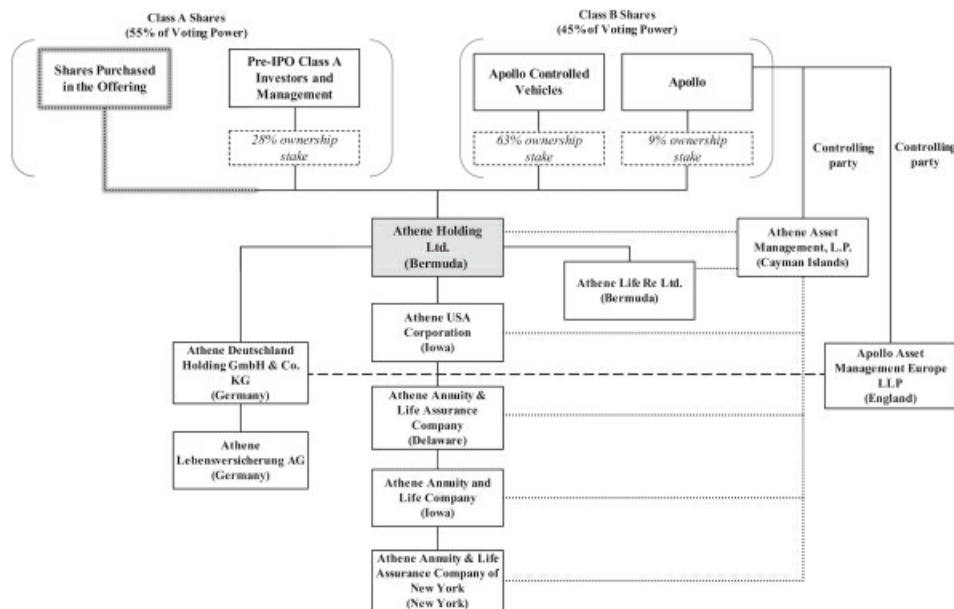 Class A Shares
(55% of Voting Power)
Class B Shares
(45% of Voting Power)
Shares Purchased
in the Offering
Pre-IPO Class A
Investors and
Management
Apollo Controlled
Vehicles
Apollo
28% ownership
stake
63% ownership
stake
9% ownership
stake
Controlling
party
Controlling
party
Athene Holding
Ltd.
(Bermuda)
Athene Asset
Management, L.P.
(Cayman Islands)
Athene Life Re Ltd.
(Bermuda)
Athene USA
Corporation
(Iowa)
Athene Deutschland
Holding GmbH & Co.
KG
(Germany)
Apollo Asset
Management Europe
LLP
(England)
Athene Annuity &
Life Assurance
Company
(Delaware)
Athene
Lebensversicherung AG
(Germany)
Athene Annuity and
Life Company
(Iowa)
Athene Annuity & Life
Assurance Company of
New York
(New York)